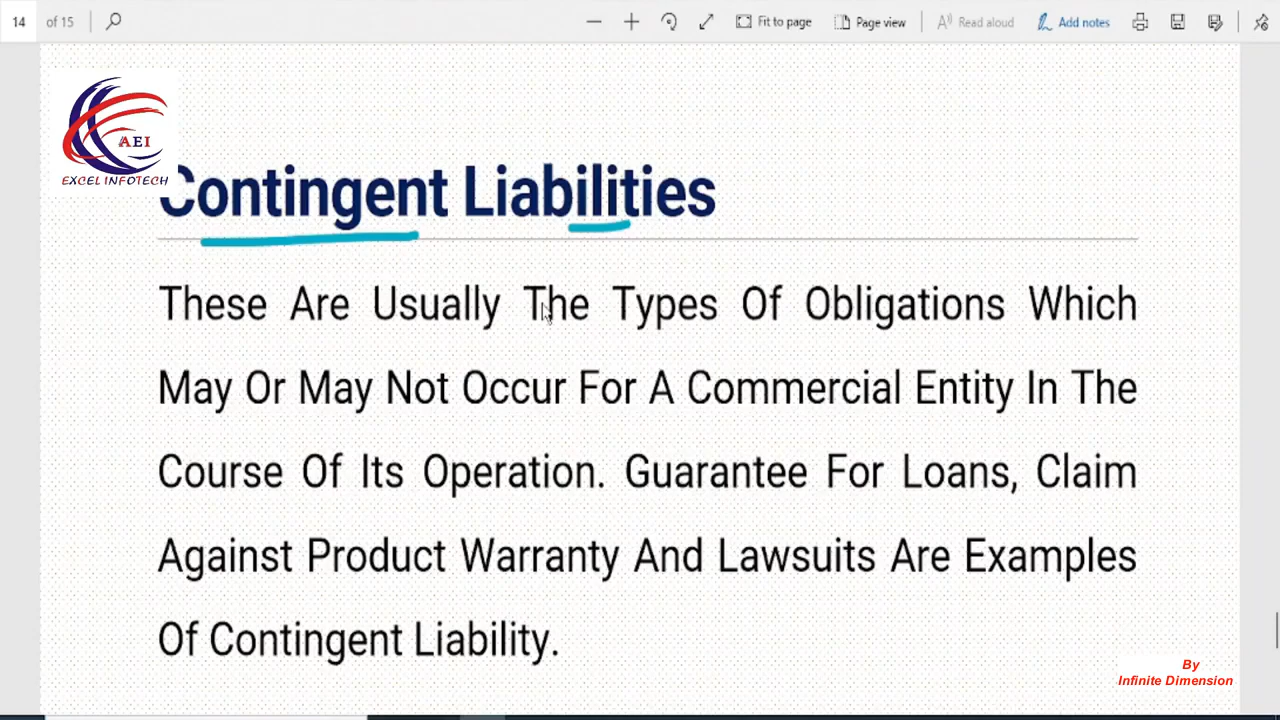 14 of 15 Fit to page Page view Read aloud Add notes
AEI
EXCEL INFOTECH
Contingent Liabilities
These Are Usually The Types Of Obligations Which
May Or May Not Occur For A Commercial Entity In The
Course Of Its Operation. Guarantee For Loans, Claim
Against Product Warranty And Lawsuits Are Examples
Of Contingent Liability.
By
Infinite Dimension